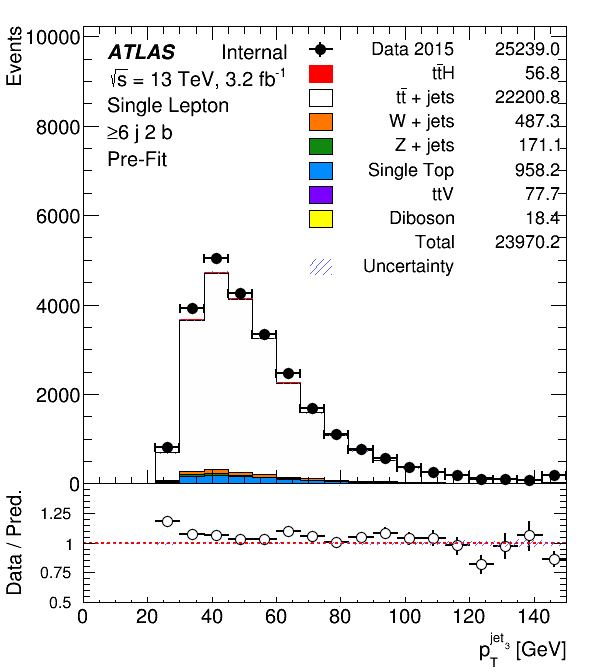 Events
10000
8000
6000
4000
2000
0
ATLAS Internal
√s = 13 TeV, 3.2 fb⁻¹
Single Lepton
≥6 j 2 b
Pre-Fit
Data 2015 25239.0
tt̄H 56.8
tt̄ + jets 22200.8
W + jets 487.3
Z + jets 171.1
Single Top 958.2
ttV 77.7
Diboson 18.4
Total 23970.2
Uncertainty
Data / Pred.
1.25
1
0.75
0.5
0 20 40 60 80 100 120 140
p_T^{jet_3} [GeV]